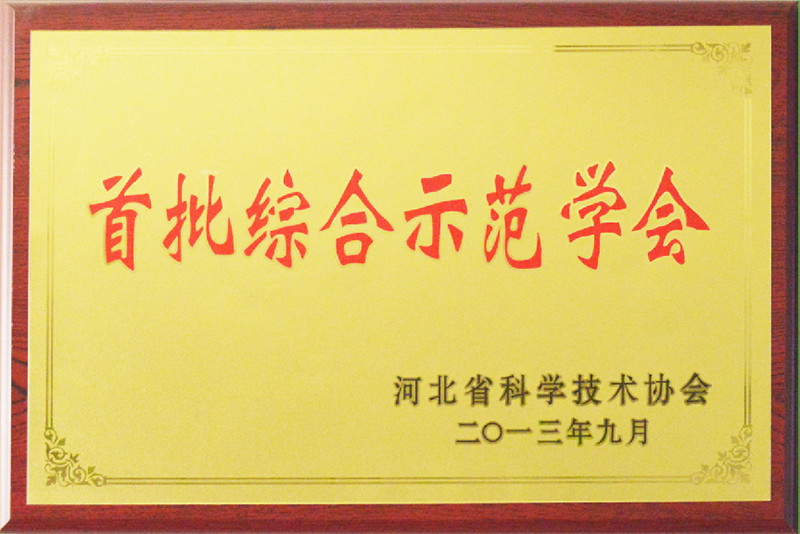 首批综合示范学会
河北省科学技术协会
二〇一三年九月